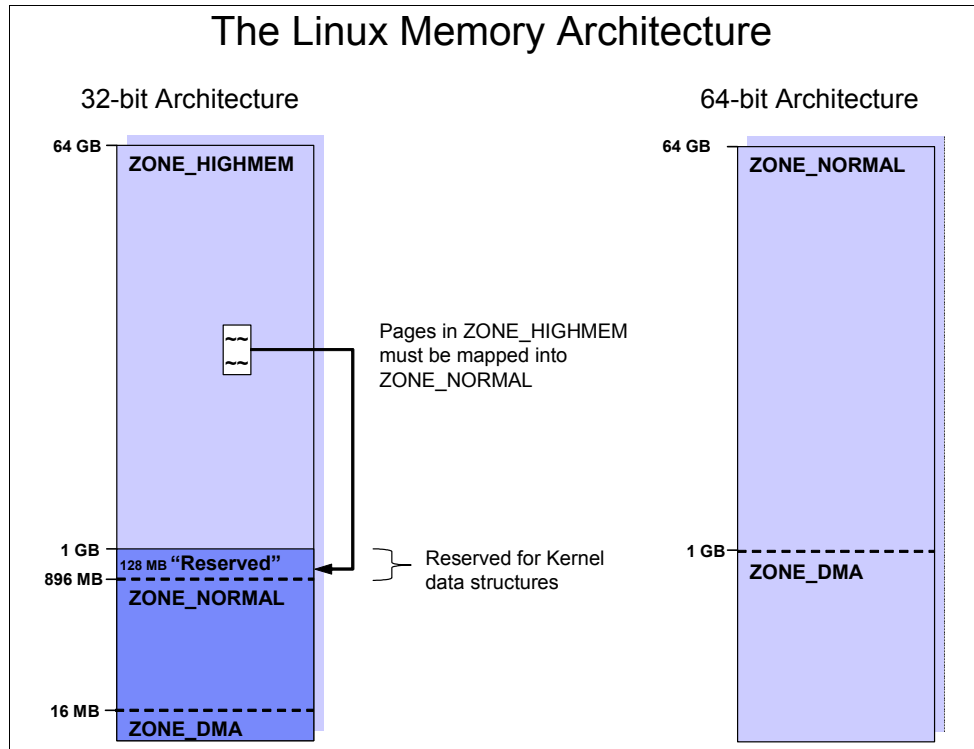 The Linux Memory Architecture
32-bit Architecture
64-bit Architecture
64 GB
ZONE_HIGHMEM
64 GB
ZONE_NORMAL
~~
~~
Pages in ZONE_HIGHMEM
must be mapped into
ZONE_NORMAL
1 GB
128 MB “Reserved”
896 MB
ZONE_NORMAL
Reserved for Kernel
data structures
1 GB
ZONE_DMA
16 MB
ZONE_DMA